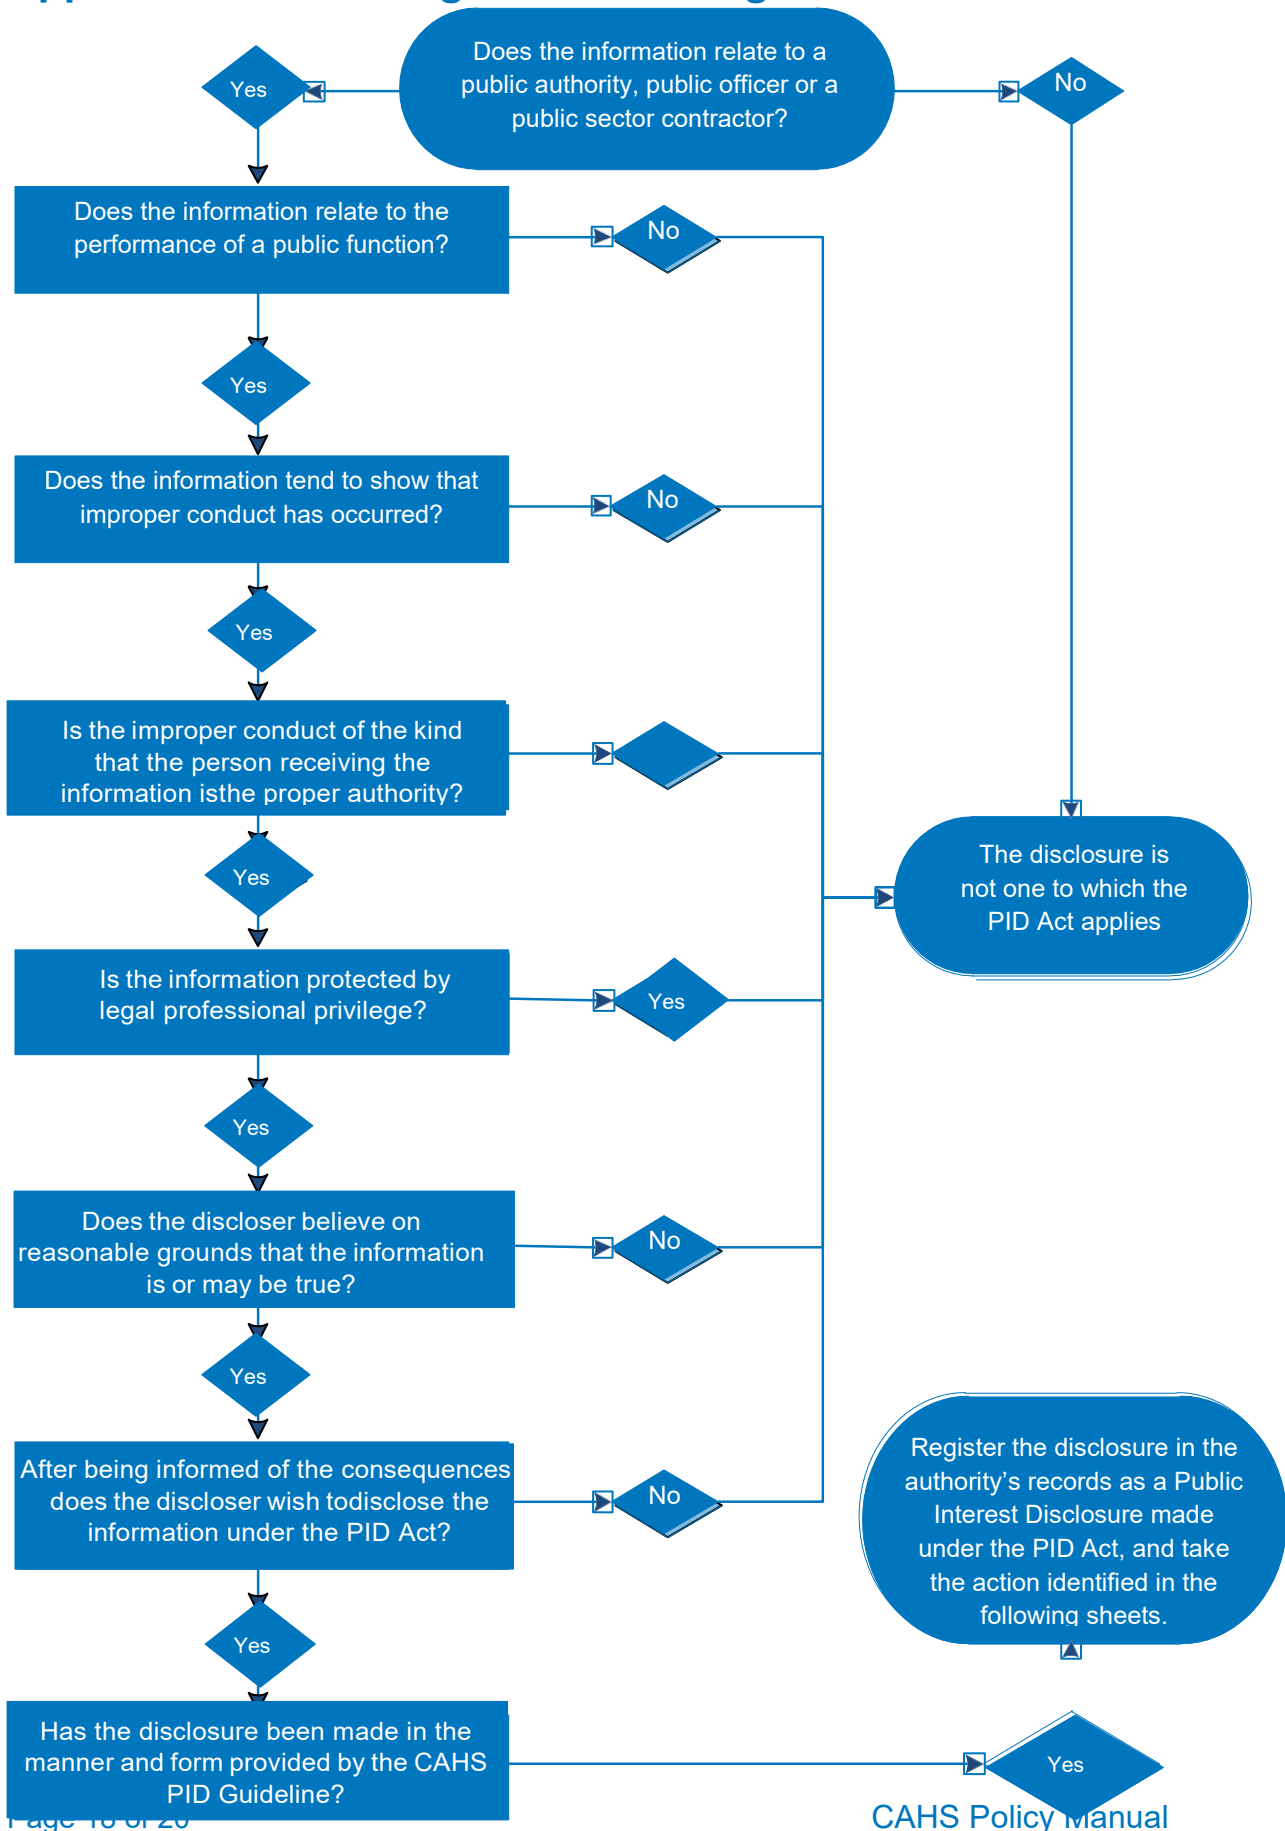 Does the information relate to a
public authority, public officer or a
public sector contractor?
Yes
No
Does the information relate to the
performance of a public function?
No
Yes
Does the information tend to show that
improper conduct has occurred?
No
Yes
Is the improper conduct of the kind
that the person receiving the
information isthe proper authority?
Yes
The disclosure is
not one to which the
PID Act applies
Is the information protected by
legal professional privilege?
Yes
Yes
Does the discloser believe on
reasonable grounds that the information
is or may be true?
No
Yes
After being informed of the consequences
does the discloser wish todisclose the
information under the PID Act?
No
Yes
Register the disclosure in the
authority's records as a Public
Interest Disclosure made
under the PID Act, and take
the action identified in the
following sheets.
Has the disclosure been made in the
manner and form provided by the CAHS
PID Guideline?
Yes
Page 18 of 20
CAHS Policy Manual